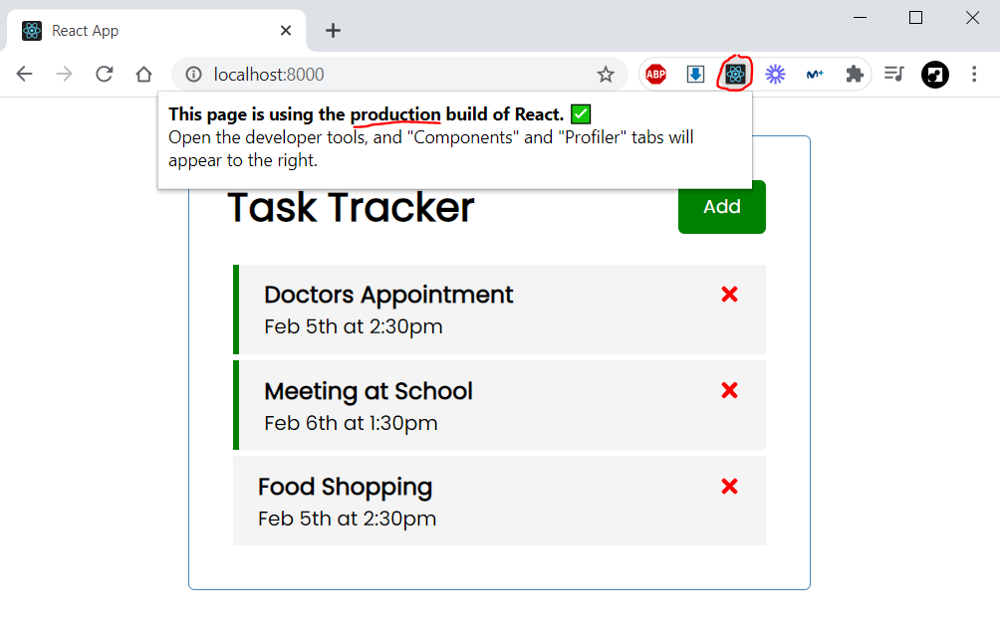 React App
localhost:8000
ABP
M+
This page is using the production build of React. ✅
Open the developer tools, and "Components" and "Profiler" tabs will
appear to the right.
Task Tracker
Add
Doctors Appointment
Feb 5th at 2:30pm
Meeting at School
Feb 6th at 1:30pm
Food Shopping
Feb 5th at 2:30pm